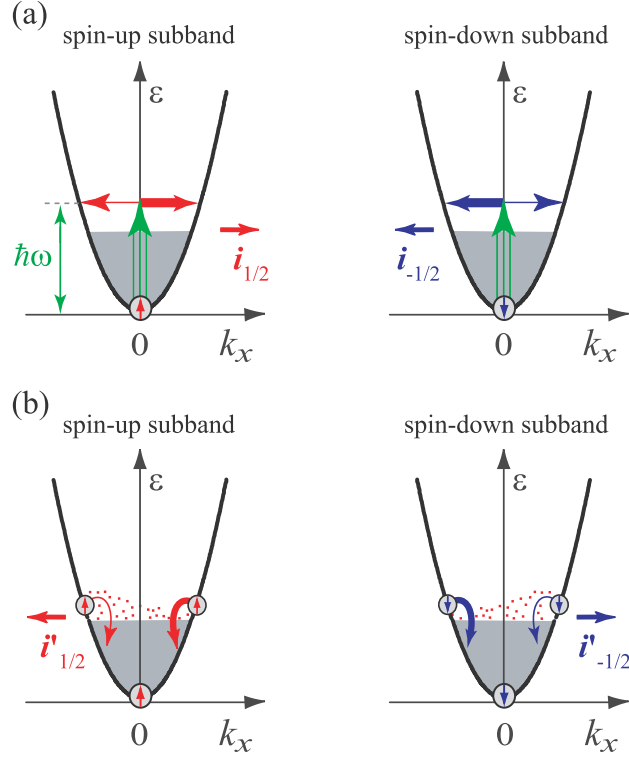 (a)
spin-up subband
spin-down subband
ε
ε
ħω
i1/2
i-1/2
0
kx
0
kx
(b)
spin-up subband
spin-down subband
ε
ε
i'1/2
i'-1/2
0
kx
0
kx